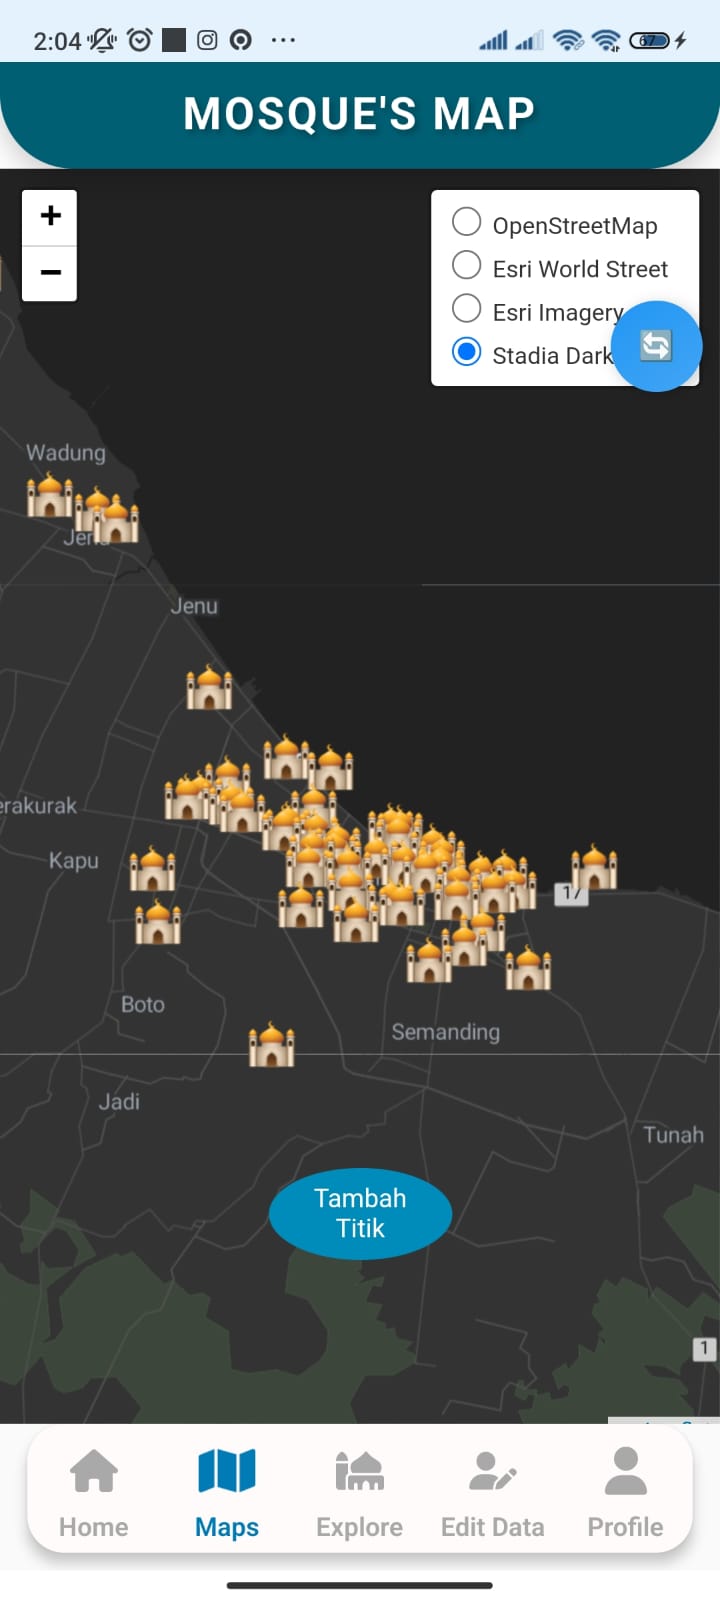 2:04
67
MOSQUE'S MAP
+
−
OpenStreetMap
Esri World Street
Esri Imagery
Stadia Dark
Wadung
Jenu
erakurak
Kapu
17
Boto
Semanding
Jadi
Tunah
Tambah
Titik
1
Home
Maps
Explore
Edit Data
Profile